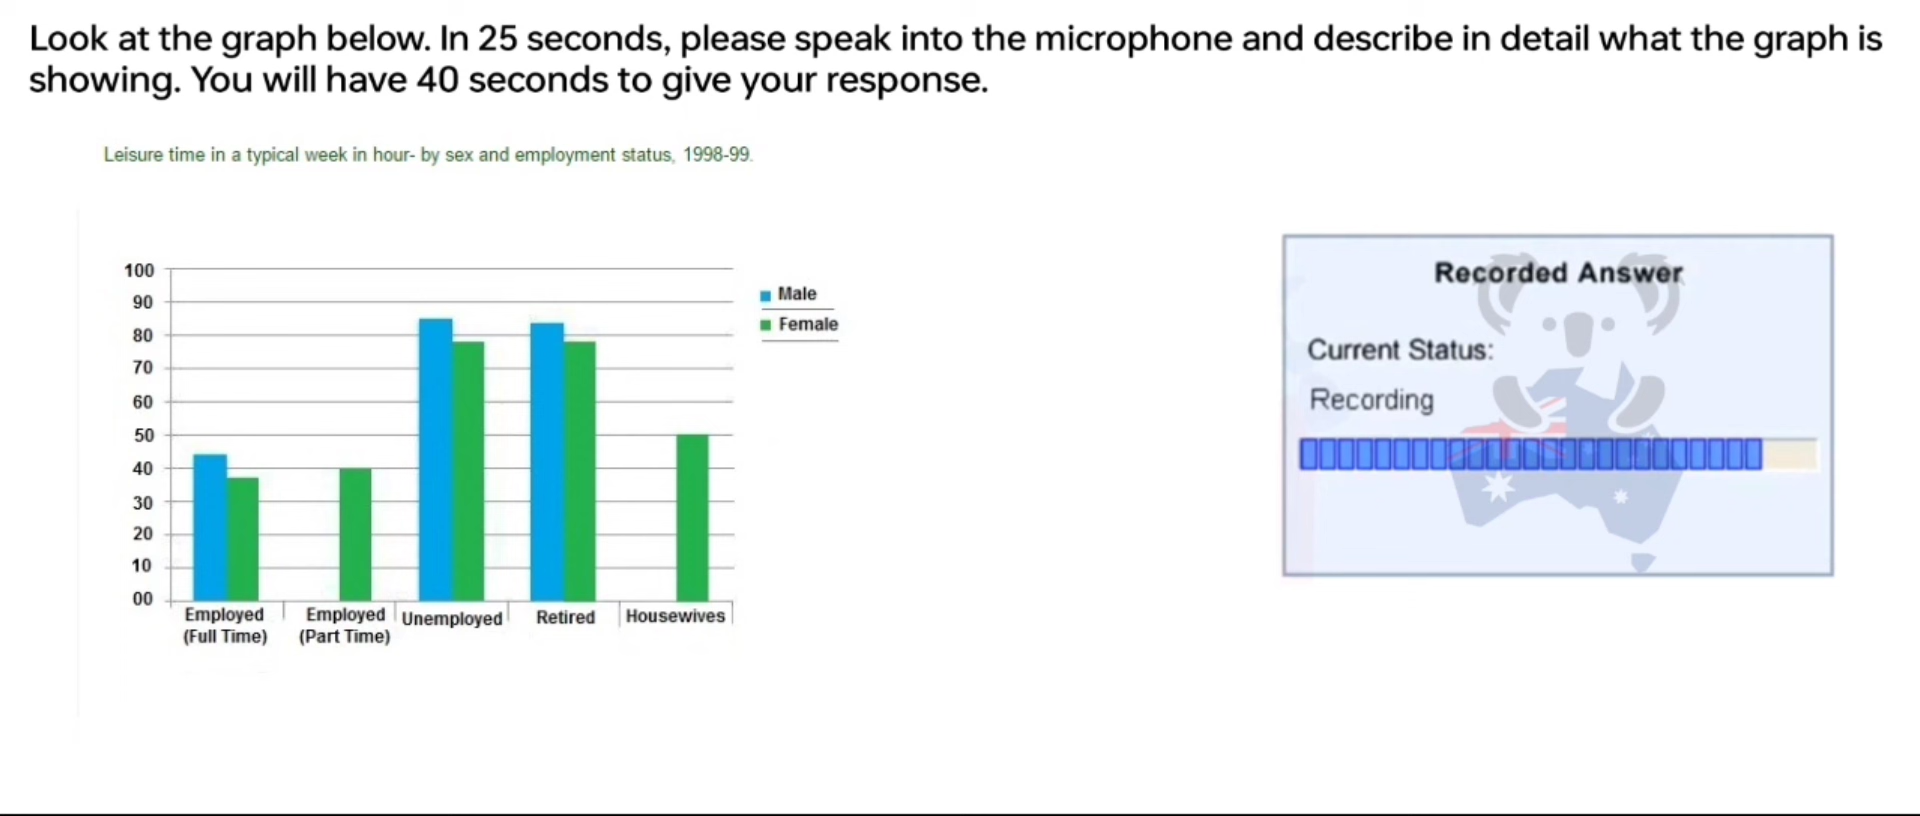 Look at the graph below. In 25 seconds, please speak into the microphone and describe in detail what the graph is
showing. You will have 40 seconds to give your response.
Leisure time in a typical week in hour- by sex and employment status, 1998-99.
100
90
80
70
60
50
40
30
20
10
00
Employed
(Full Time)
Employed
(Part Time)
Unemployed
Retired
Housewives
Male
Female
Recorded Answer
Current Status:
Recording